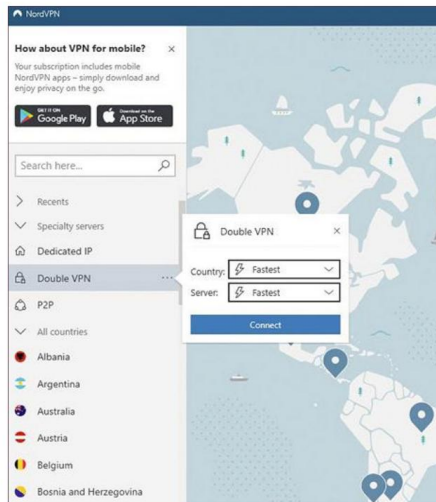 NordVPN
How about VPN for mobile?
Your subscription includes mobile
NordVPN apps – simply download and
enjoy privacy on the go.
GET IT ON
Google Play
Download on the
App Store
Search here...
Recents
Specialty servers
Dedicated IP
Double VPN
P2P
All countries
Albania
Argentina
Australia
Austria
Belgium
Bosnia and Herzegovina
Double VPN
Country: Fastest
Server: Fastest
Connect